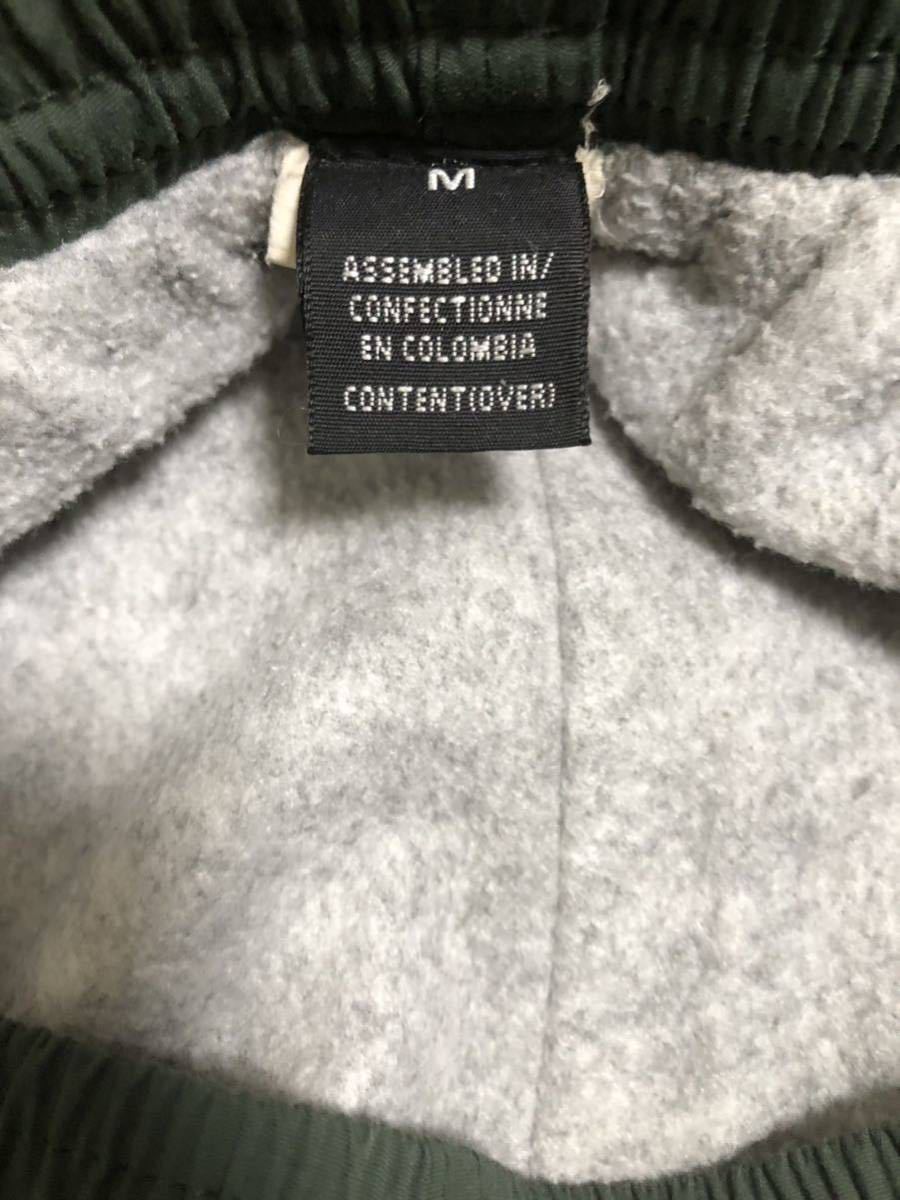 M
ASSEMBLED IN/
CONFECTIONNE
EN COLOMBIA
CONTENT(OVER)